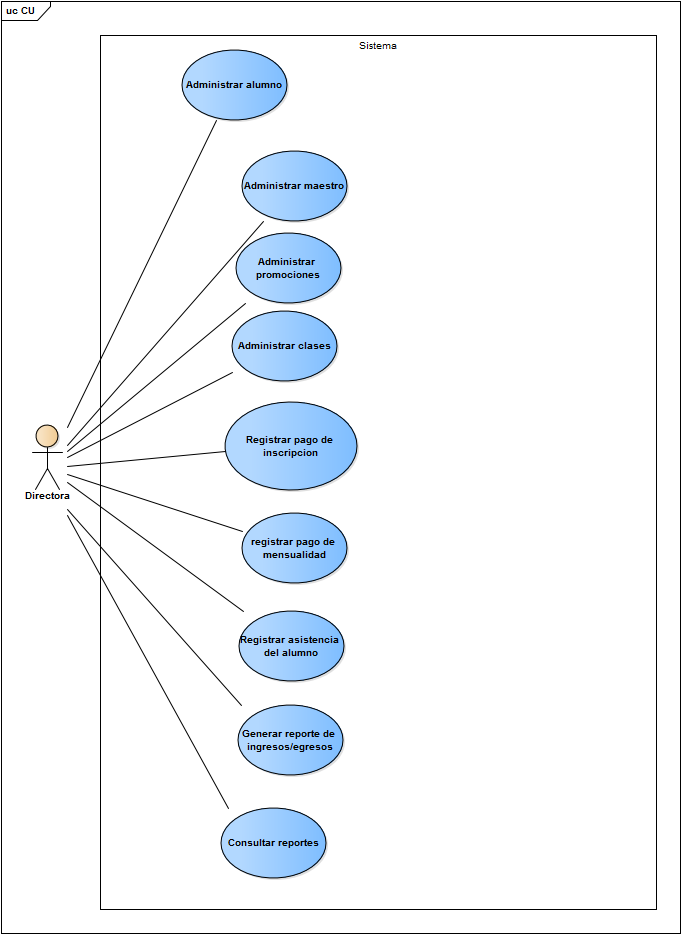 uc CU
Sistema
Administrar alumno
Administrar maestro
Administrar
promociones
Administrar clases
Registrar pago de
inscripcion
Directora
registrar pago de
mensualidad
Registrar asistencia
del alumno
Generar reporte de
ingresos/egresos
Consultar reportes